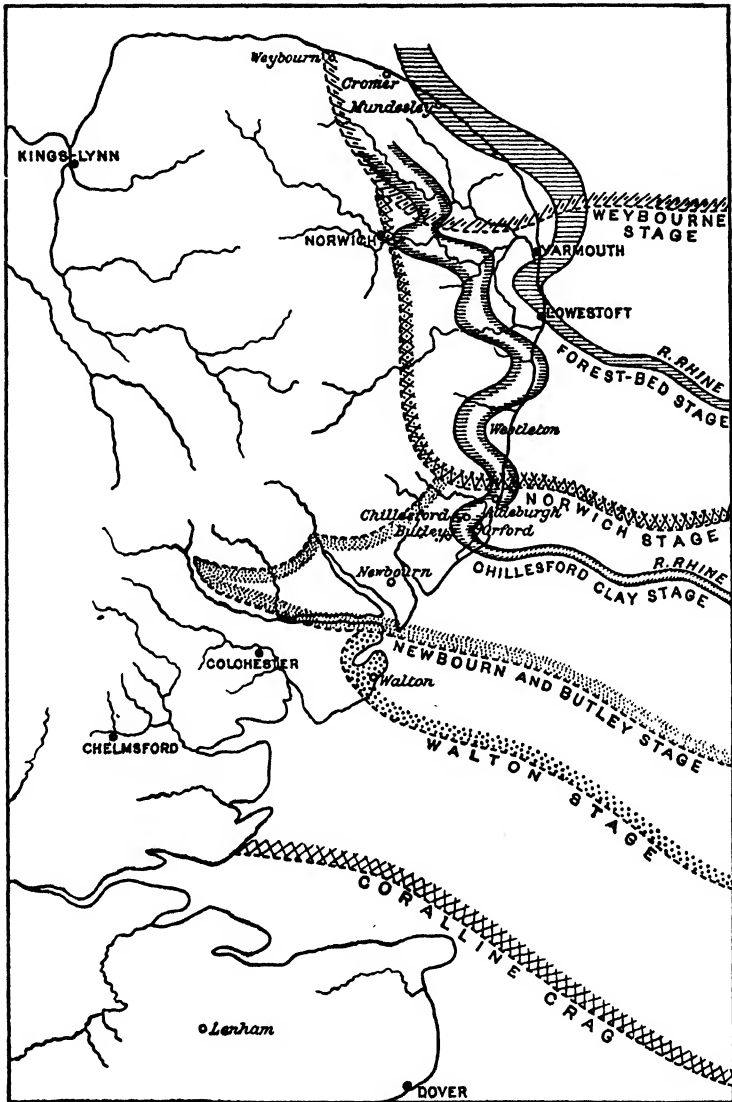 Weybourn
Cromer
Mundesley
KINGS-LYNN
WEYBOURNE
STAGE
NORWICH
YARMOUTH
LOWESTOFT
R. RHINE
FOREST-BED STAGE
Westleton
NORWICH STAGE
Chillesford
Aldeburgh
Butley
Orford
R. RHINE
CHILLESFORD CLAY STAGE
Newbourn
NEWBOURN AND BUTLEY STAGE
COLCHESTER
Walton
WALTON STAGE
CHELMSFORD
CORALLINE CRAG
Lenham
DOVER